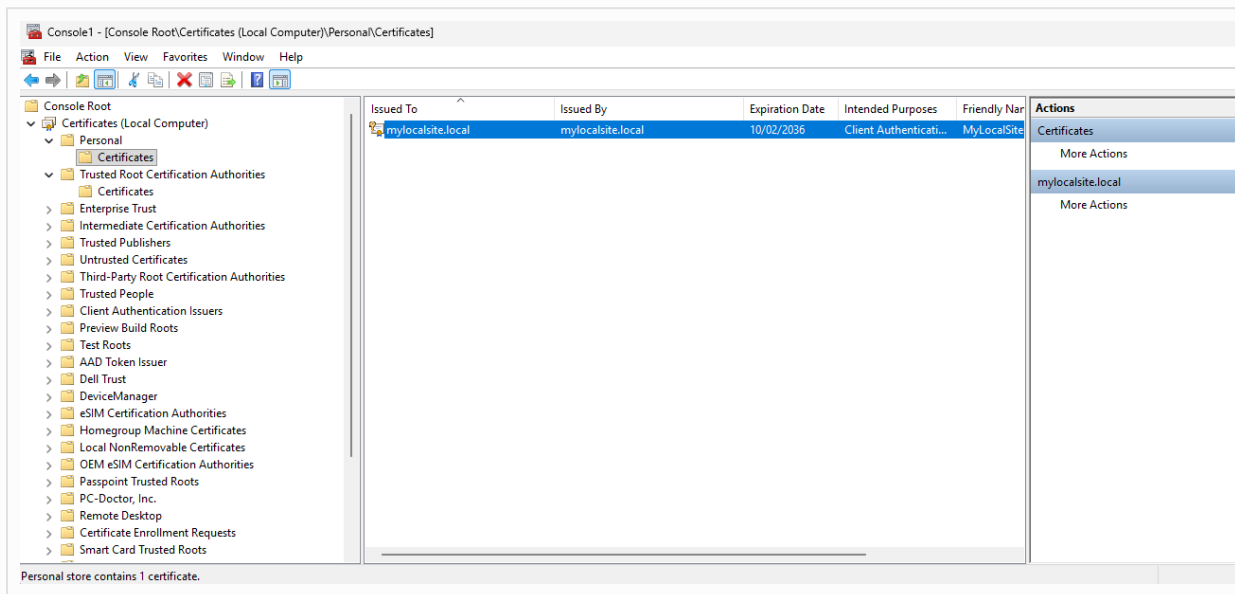 Console1 - [Console Root\Certificates (Local Computer)\Personal\Certificates]
File Action View Favorites Window Help
Console Root
Certificates (Local Computer)
Personal
Certificates
Trusted Root Certification Authorities
Certificates
Enterprise Trust
Intermediate Certification Authorities
Trusted Publishers
Untrusted Certificates
Third-Party Root Certification Authorities
Trusted People
Client Authentication Issuers
Preview Build Roots
Test Roots
AAD Token Issuer
Dell Trust
DeviceManager
eSIM Certification Authorities
Homegroup Machine Certificates
Local NonRemovable Certificates
OEM eSIM Certification Authorities
Passpoint Trusted Roots
PC-Doctor, Inc.
Remote Desktop
Certificate Enrollment Requests
Smart Card Trusted Roots
Issued To Issued By Expiration Date Intended Purposes Friendly Nar
mylocalsite.local mylocalsite.local 10/02/2036 Client Authenticati... MyLocalSite
Actions
Certificates
More Actions
mylocalsite.local
More Actions
Personal store contains 1 certificate.